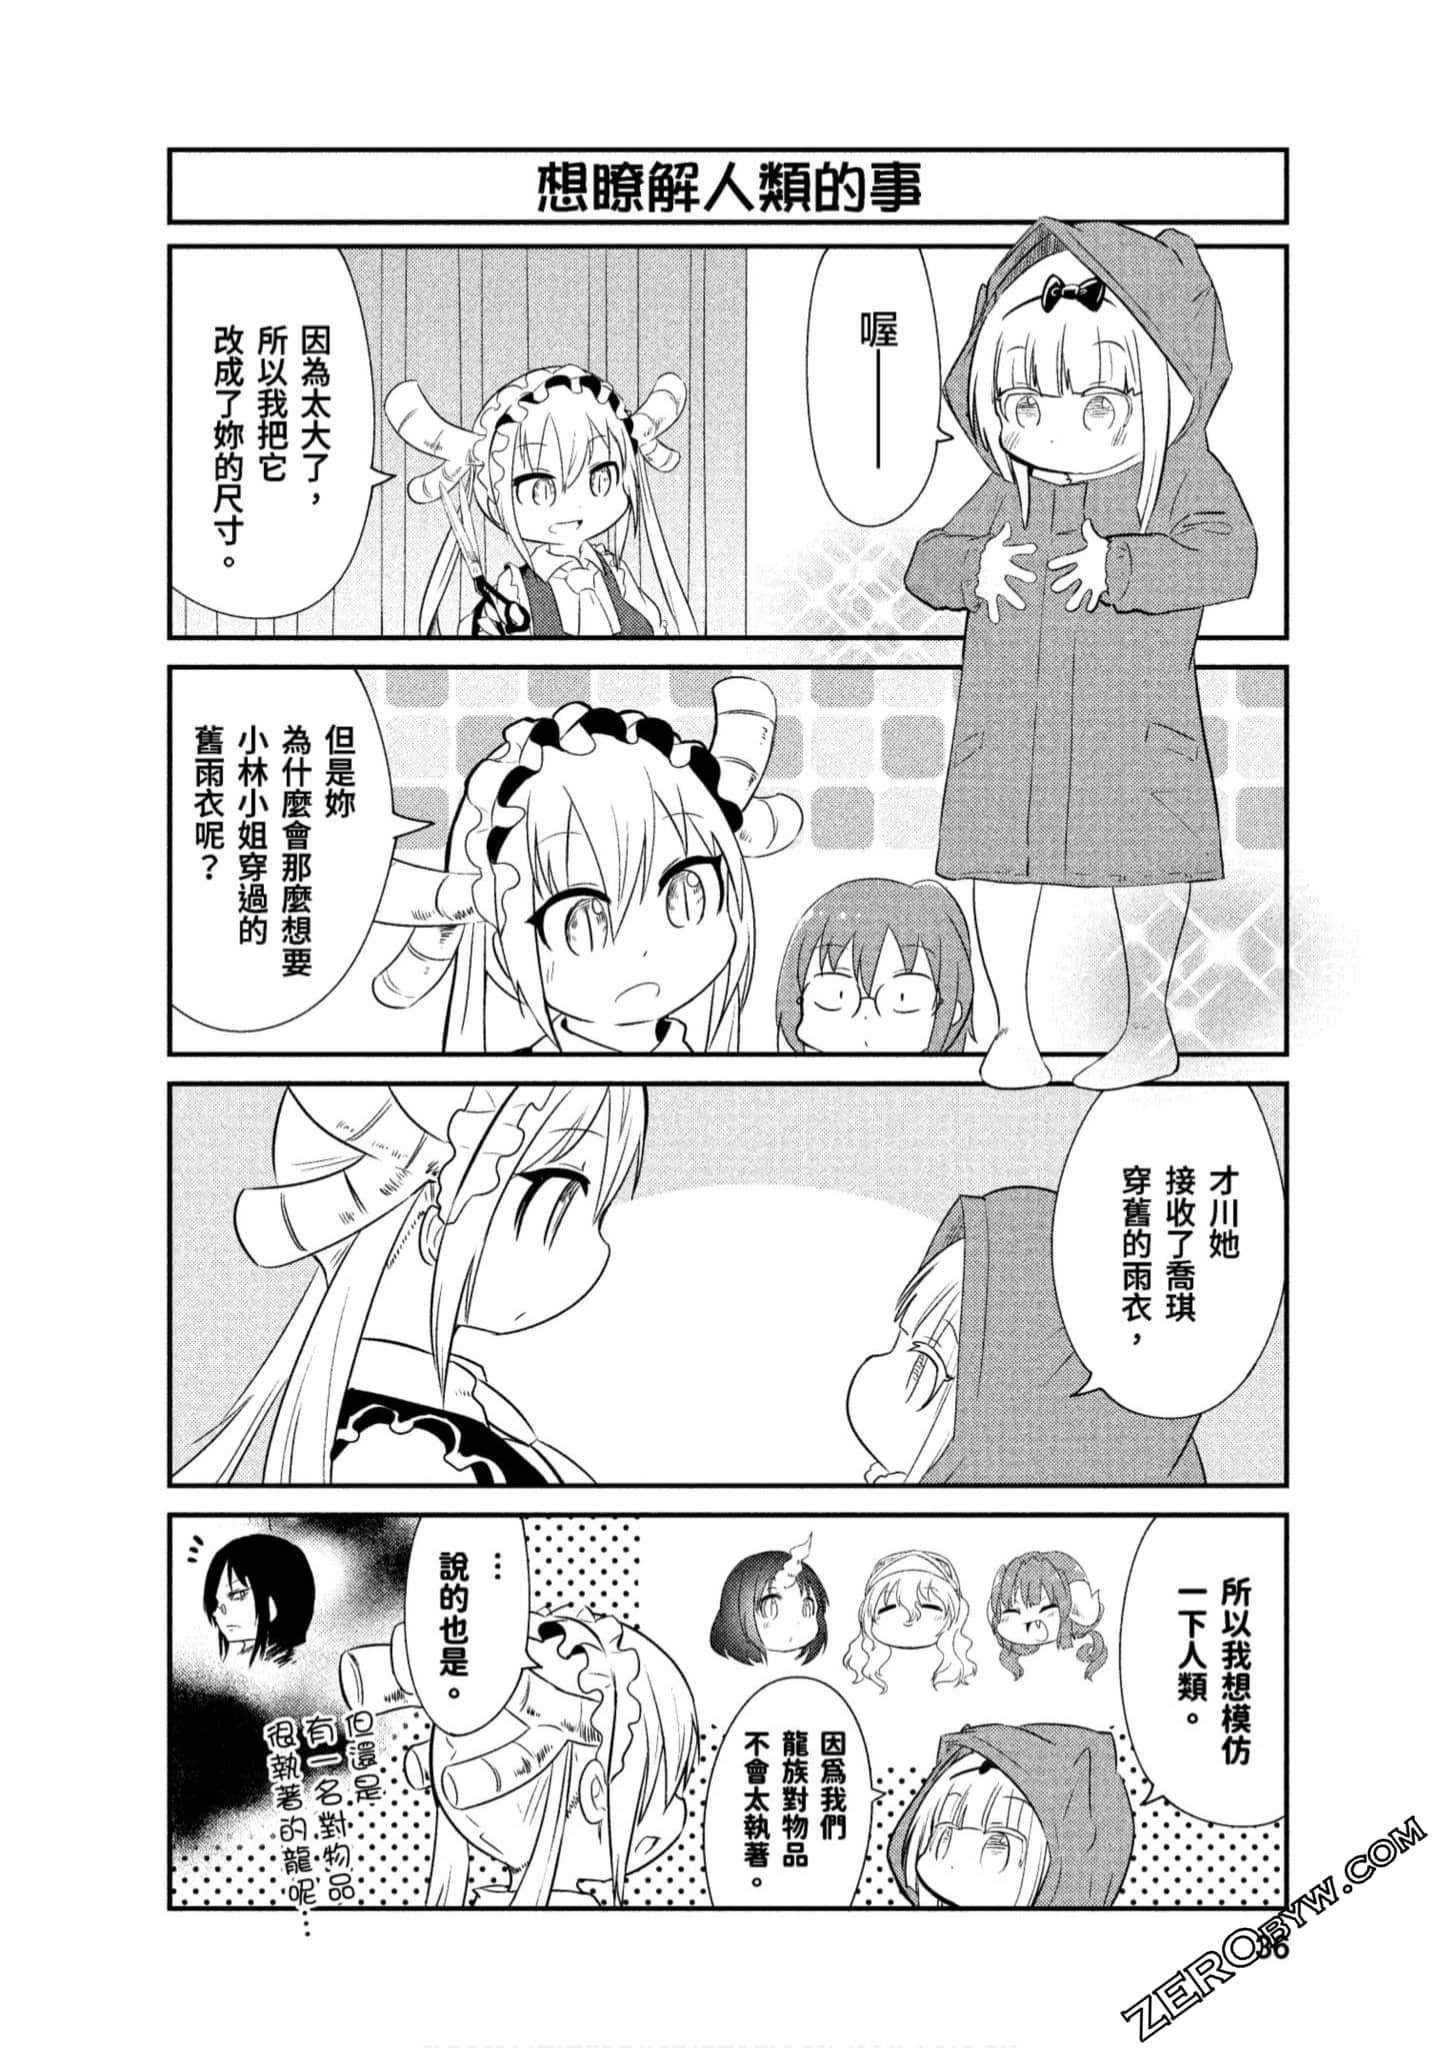 想瞭解人類的事
喔——
因為太大了，
所以我把它
改成了妳的尺寸。
但是妳
為什麼會那麼想要
小林小姐穿過的
舊雨衣呢？
才川她
接收了喬琪
穿舊的雨衣，
所以我想模仿
一下人類。
因爲我們
龍族對物品
不會太執著。
…
說的也是。
但還是
有一名對物品
很執著的龍呢…
36
ZEROBYW.COM